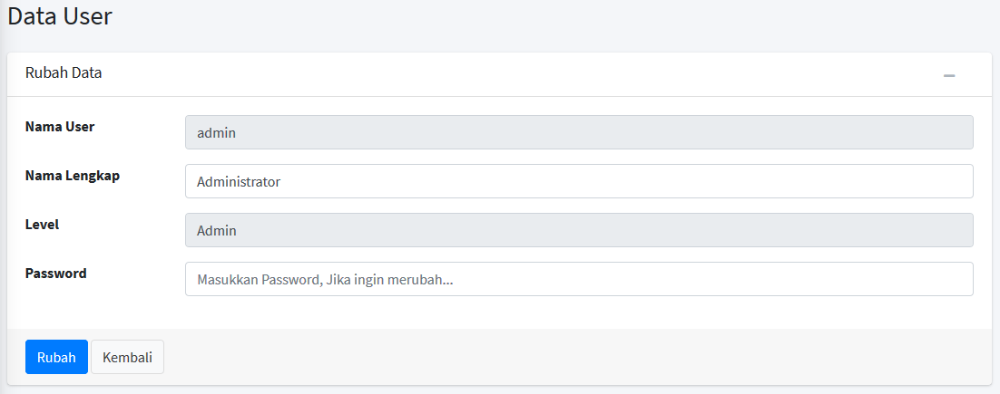 Data User
Rubah Data
Nama User
admin
Nama Lengkap
Administrator
Level
Admin
Password
Masukkan Password, Jika ingin merubah...
Rubah Kembali